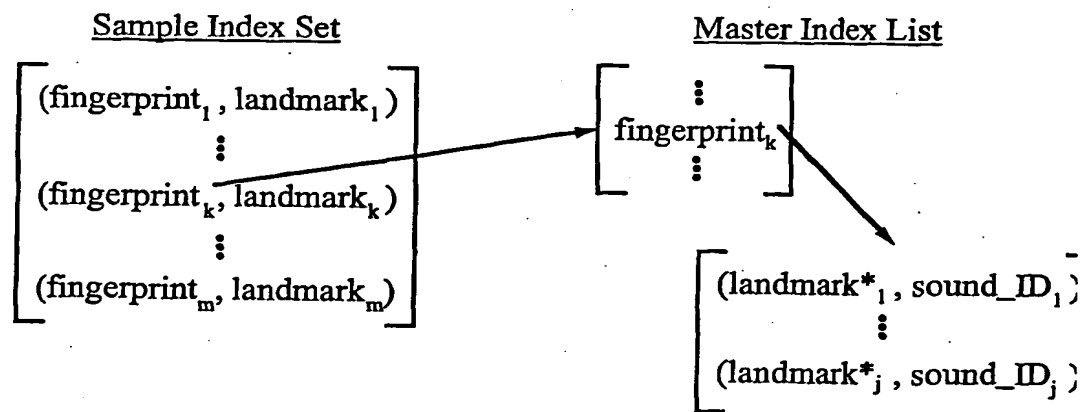 Sample Index Set
(fingerprint₁, landmark₁)
(fingerprintₖ, landmarkₖ)
(fingerprintₘ, landmarkₘ)
Master Index List
fingerprintₖ
(landmark*₁, sound_ID₁)
(landmark*ⱼ, sound_IDⱼ)